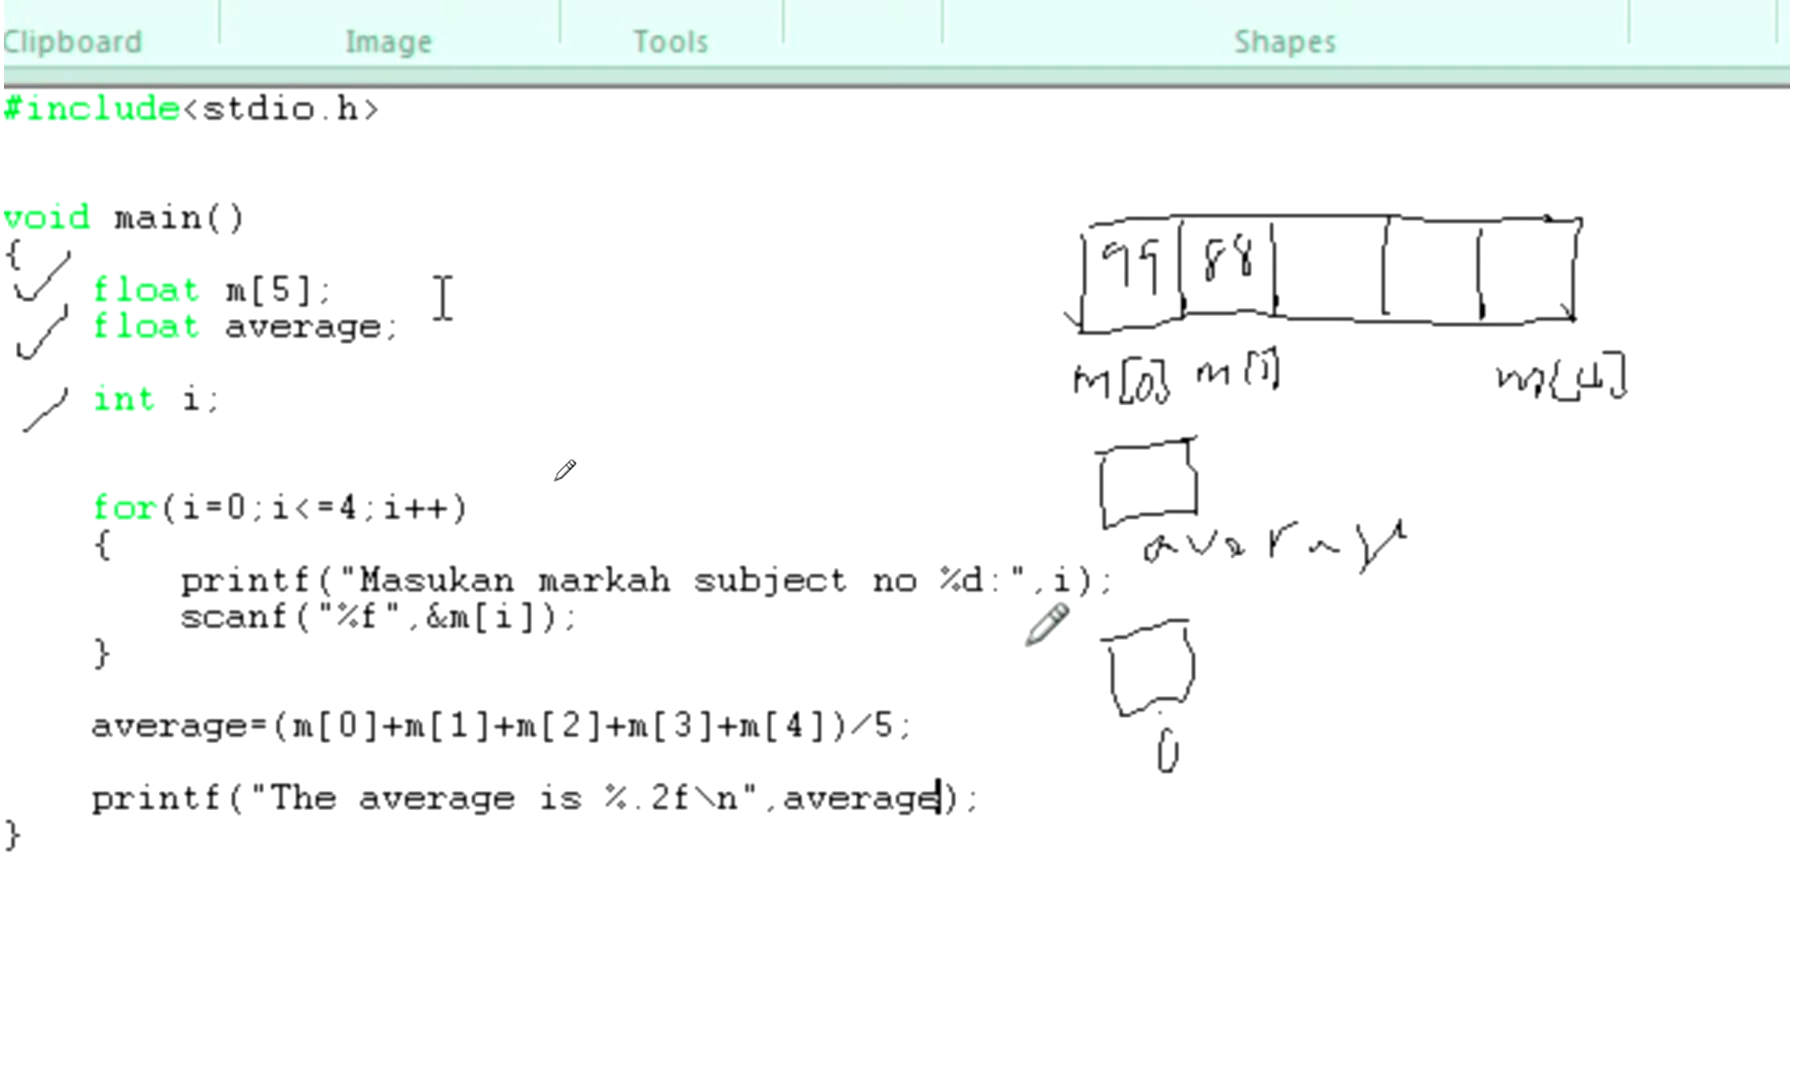 Clipboard Image Tools Shapes
#include<stdio.h>
void main()
{
float m[5];
float average;
int i;
for(i=0;i<=4;i++)
{
printf("Masukan markah subject no %d:",i);
scanf("%f",&m[i]);
}
average=(m[0]+m[1]+m[2]+m[3]+m[4])/5;
printf("The average is %.2f\n",average);
}
99 88
m[0] m[1] m[4]